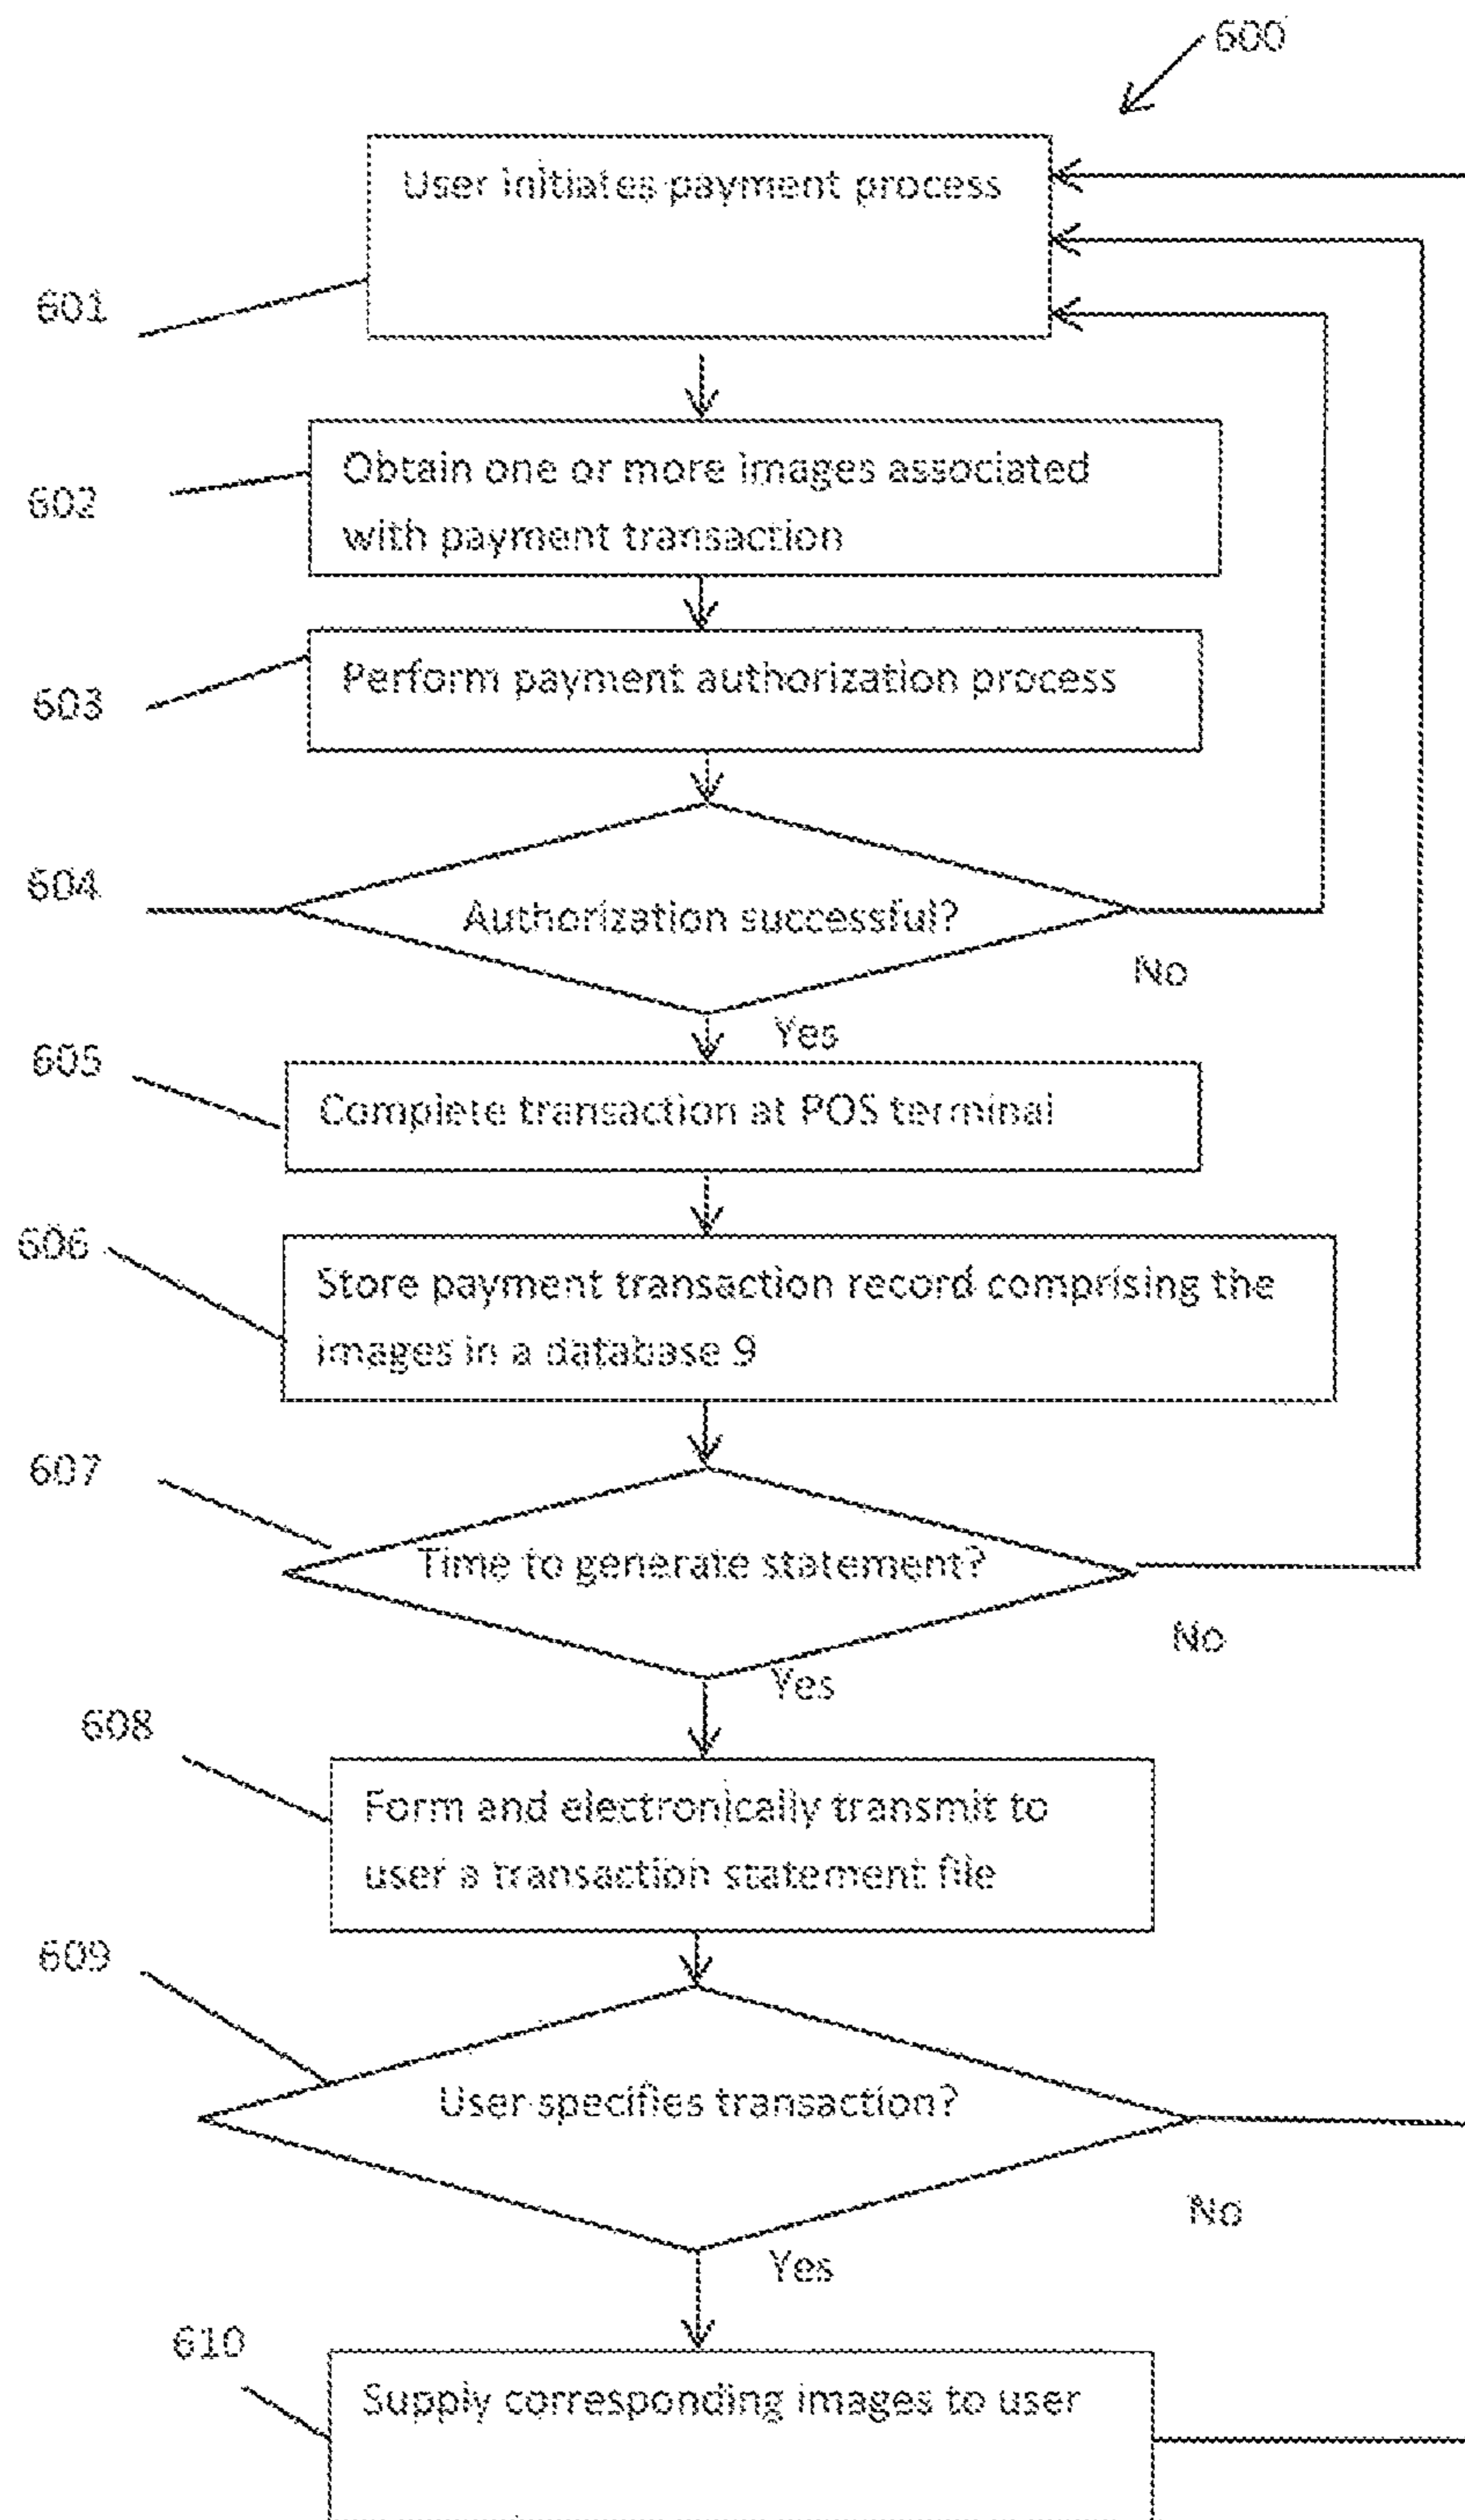 600
User initiates payment process
601
Obtain one or more images associated
with payment transaction
602
Perform payment authorization process
603
604
Authorization successful?
No
Yes
605
Complete transaction at POS terminal
606
Store payment transaction record comprising the
images in a database 9
607
Time to generate statement?
No
Yes
608
Form and electronically transmit to
user a transaction statement file
609
User specifies transaction?
No
Yes
610
Supply corresponding images to user